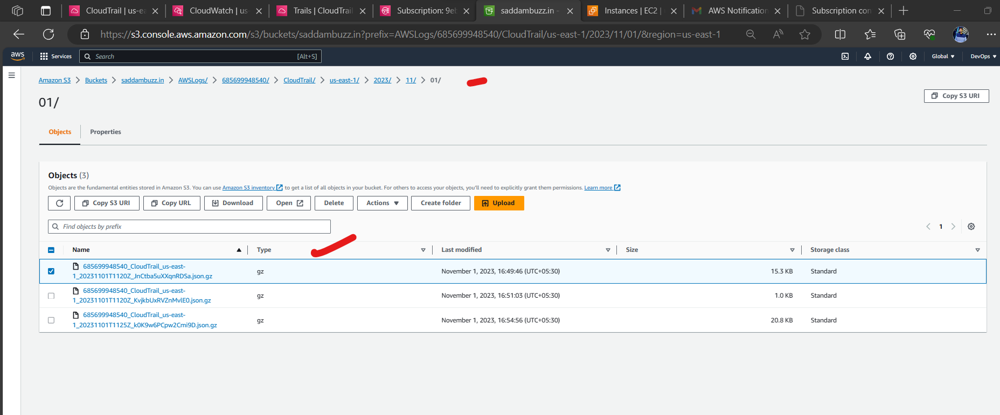 CloudTrail | us-ea
CloudWatch | us-
Trails | CloudTrail
Subscription: 9eb
saddambuzz.in -
Instances | EC2 |
AWS Notification
Subscription con
https://s3.console.aws.amazon.com/s3/buckets/saddambuzz.in?prefix=AWSLogs/685699948540/CloudTrail/us-east-1/2023/11/01/&region=us-east-1
aws
Services
Search
[Alt+S]
Global
DevOps
Amazon S3 > Buckets > saddambuzz.in > AWSLogs/ > 685699948540/ > CloudTrail/ > us-east-1/ > 2023/ > 11/ > 01/
01/
Copy S3 URI
Objects
Properties
Objects (3)
Objects are the fundamental entities stored in Amazon S3. You can use Amazon S3 inventory to get a list of all objects in your bucket. For others to access your objects, you'll need to explicitly grant them permissions. Learn more
Copy S3 URI
Copy URL
Download
Open
Delete
Actions
Create folder
Upload
Find objects by prefix
1
Name
Type
Last modified
Size
Storage class
685699948540_CloudTrail_us-east-
1_20231101T1120Z_JnCtba5uXXqnRDSa.json.gz
gz
November 1, 2023, 16:49:46 (UTC+05:30)
15.3 KB
Standard
685699948540_CloudTrail_us-east-
1_20231101T1120Z_KvjkbUxRVZnMvlE0.json.gz
gz
November 1, 2023, 16:51:03 (UTC+05:30)
1.0 KB
Standard
685699948540_CloudTrail_us-east-
1_20231101T1125Z_k0K9w6PCpw2Cmi9D.json.gz
gz
November 1, 2023, 16:54:56 (UTC+05:30)
20.8 KB
Standard